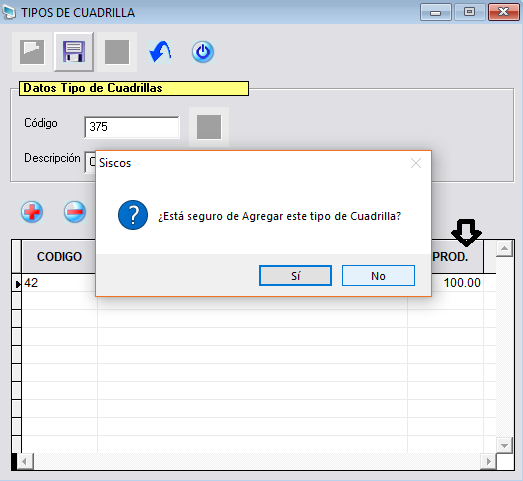 TIPOS DE CUADRILLA
Datos Tipo de Cuadrillas
Código
375
Descripción
Siscos
¿Está seguro de Agregar este tipo de Cuadrilla?
Sí
No
CODIGO
PROD.
42
100.00